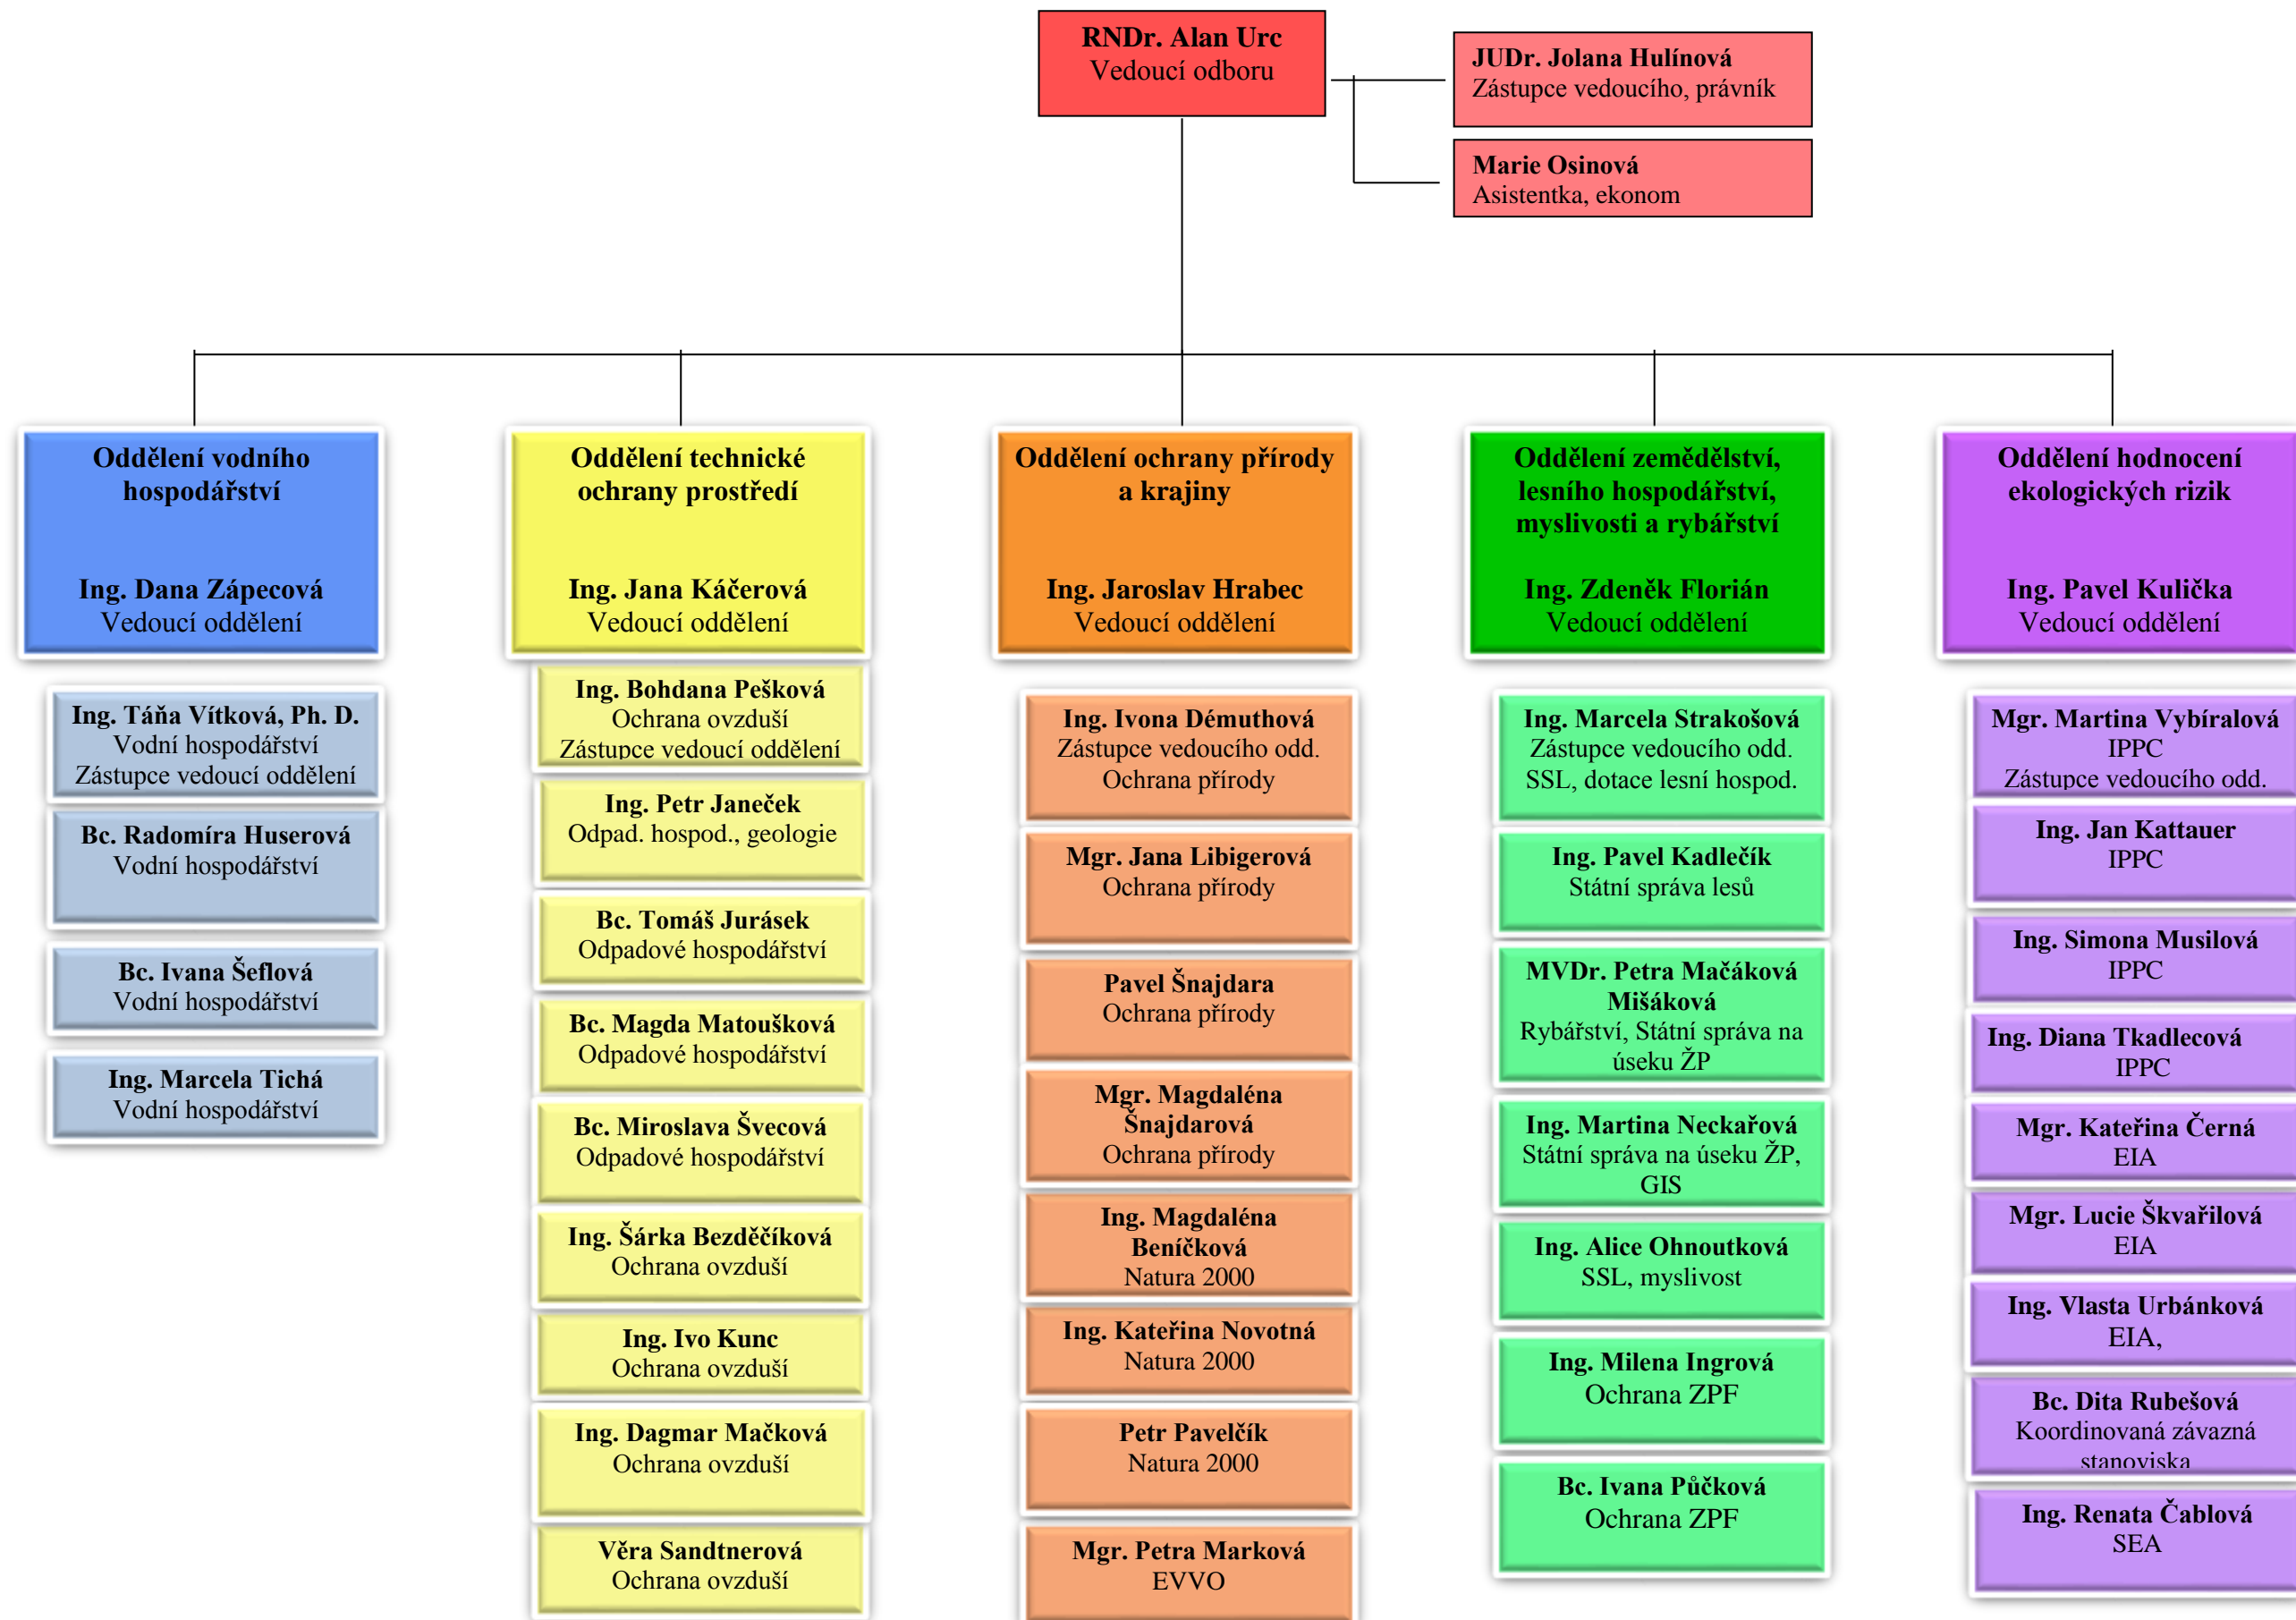 RNDr. Alan Urc
Vedoucí odboru
JUDr. Jolana Hulínová
Zástupce vedoucího, právník
Marie Osinová
Asistentka, ekonom
Oddělení vodního
hospodářství
Ing. Dana Zápecová
Vedoucí oddělení
Ing. Táňa Vítková, Ph. D.
Vodní hospodářství
Zástupce vedoucí oddělení
Bc. Radomíra Huserová
Vodní hospodářství
Bc. Ivana Šeflová
Vodní hospodářství
Ing. Marcela Tichá
Vodní hospodářství
Oddělení technické
ochrany prostředí
Ing. Jana Káčerová
Vedoucí oddělení
Ing. Bohdana Pešková
Ochrana ovzduší
Zástupce vedoucí oddělení
Ing. Petr Janeček
Odpad. hospod., geologie
Bc. Tomáš Jurásek
Odpadové hospodářství
Bc. Magda Matoušková
Odpadové hospodářství
Bc. Miroslava Švecová
Odpadové hospodářství
Ing. Šárka Bezděčíková
Ochrana ovzduší
Ing. Ivo Kunc
Ochrana ovzduší
Ing. Dagmar Mačková
Ochrana ovzduší
Věra Sandtnerová
Ochrana ovzduší
Oddělení ochrany přírody
a krajiny
Ing. Jaroslav Hrabec
Vedoucí oddělení
Ing. Ivona Démuthová
Zástupce vedoucího odd.
Ochrana přírody
Mgr. Jana Libigerová
Ochrana přírody
Pavel Šnajdara
Ochrana přírody
Mgr. Magdaléna
Šnajdarová
Ochrana přírody
Ing. Magdaléna
Beníčková
Natura 2000
Ing. Kateřina Novotná
Natura 2000
Petr Pavelčík
Natura 2000
Mgr. Petra Marková
EVVO
Oddělení zemědělství,
lesního hospodářství,
myslivosti a rybářství
Ing. Zdeněk Florián
Vedoucí oddělení
Ing. Marcela Strakošová
Zástupce vedoucího odd.
SSL, dotace lesní hospod.
Ing. Pavel Kadlečík
Státní správa lesů
MVDr. Petra Mačáková
Mišáková
Rybářství, Státní správa na
úseku ŽP
Ing. Martina Neckařová
Státní správa na úseku ŽP,
GIS
Ing. Alice Ohnoutková
SSL, myslivost
Ing. Milena Ingrová
Ochrana ZPF
Bc. Ivana Půčková
Ochrana ZPF
Oddělení hodnocení
ekologických rizik
Ing. Pavel Kulička
Vedoucí oddělení
Mgr. Martina Vybíralová
IPPC
Zástupce vedoucího odd.
Ing. Jan Kattauer
IPPC
Ing. Simona Musilová
IPPC
Ing. Diana Tkadlecová
IPPC
Mgr. Kateřina Černá
EIA
Mgr. Lucie Škvařilová
EIA
Ing. Vlasta Urbánková
EIA,
Bc. Dita Rubešová
Koordinovaná závazná
stanoviska
Ing. Renata Čablová
SEA